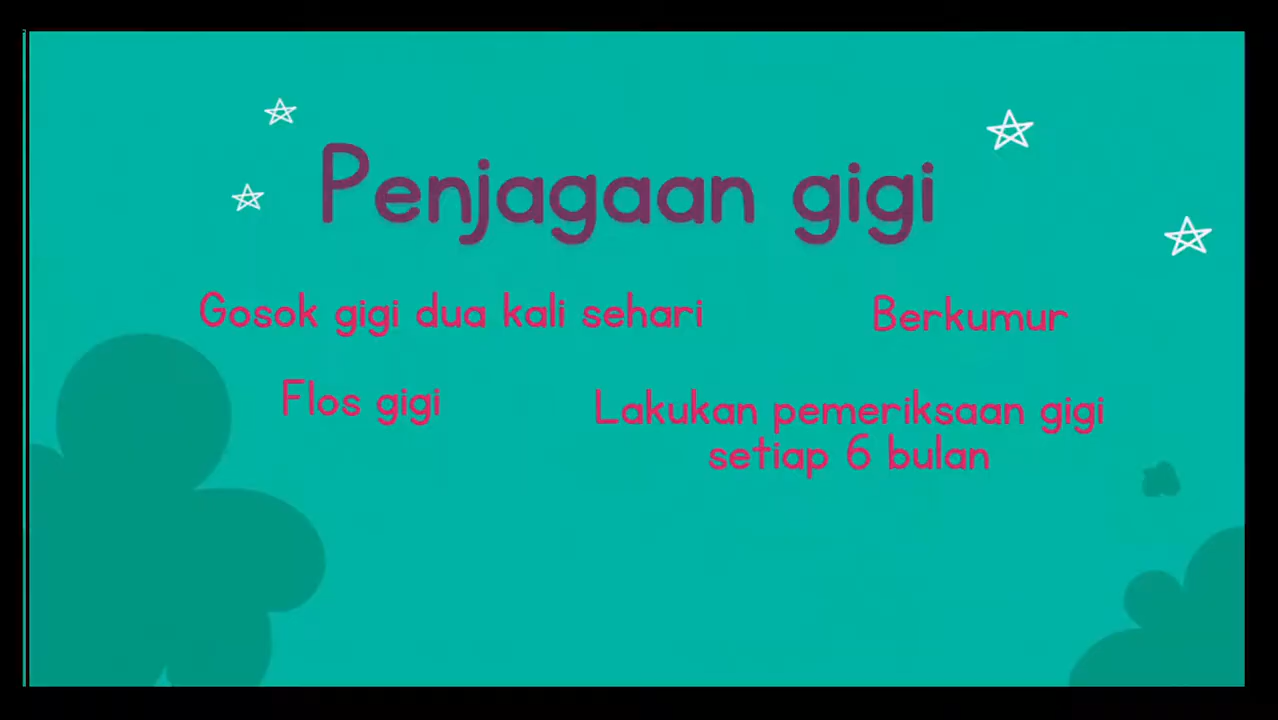 Penjagaan gigi
Gosok gigi dua kali sehari
Berkumur
Flos gigi
Lakukan pemeriksaan gigi
setiap 6 bulan